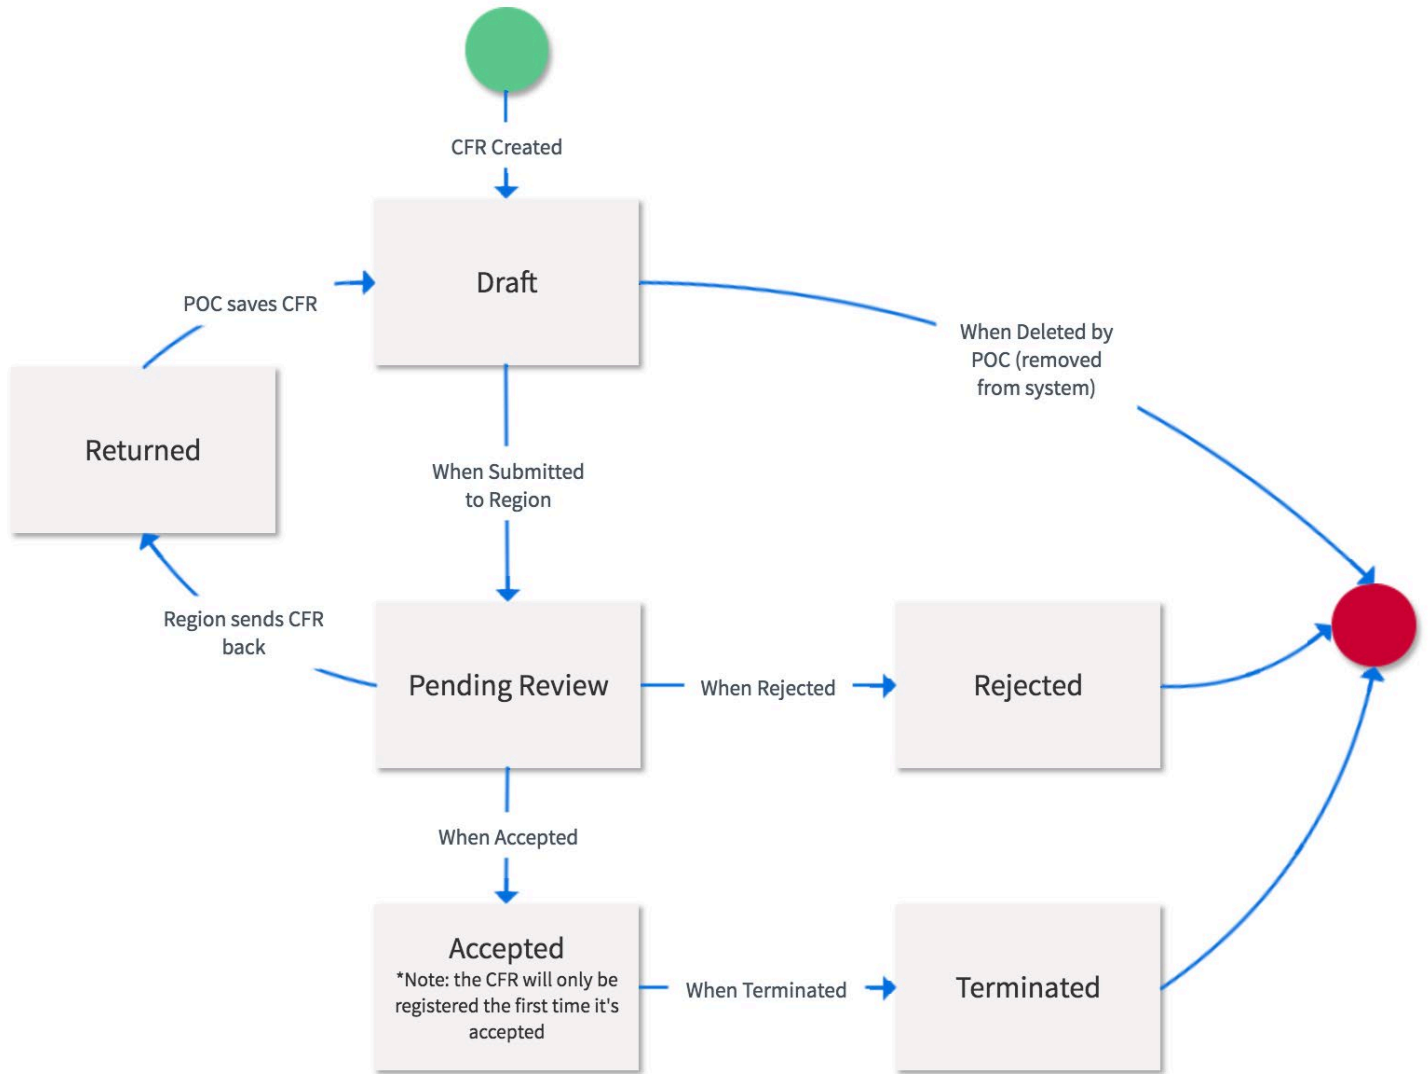 CFR Created
Draft
POC saves CFR
When Deleted by
POC (removed
from system)
Returned
When Submitted
to Region
Region sends CFR
back
Pending Review
When Rejected
Rejected
When Accepted
Accepted
*Note: the CFR will only be
registered the first time it's
accepted
When Terminated
Terminated